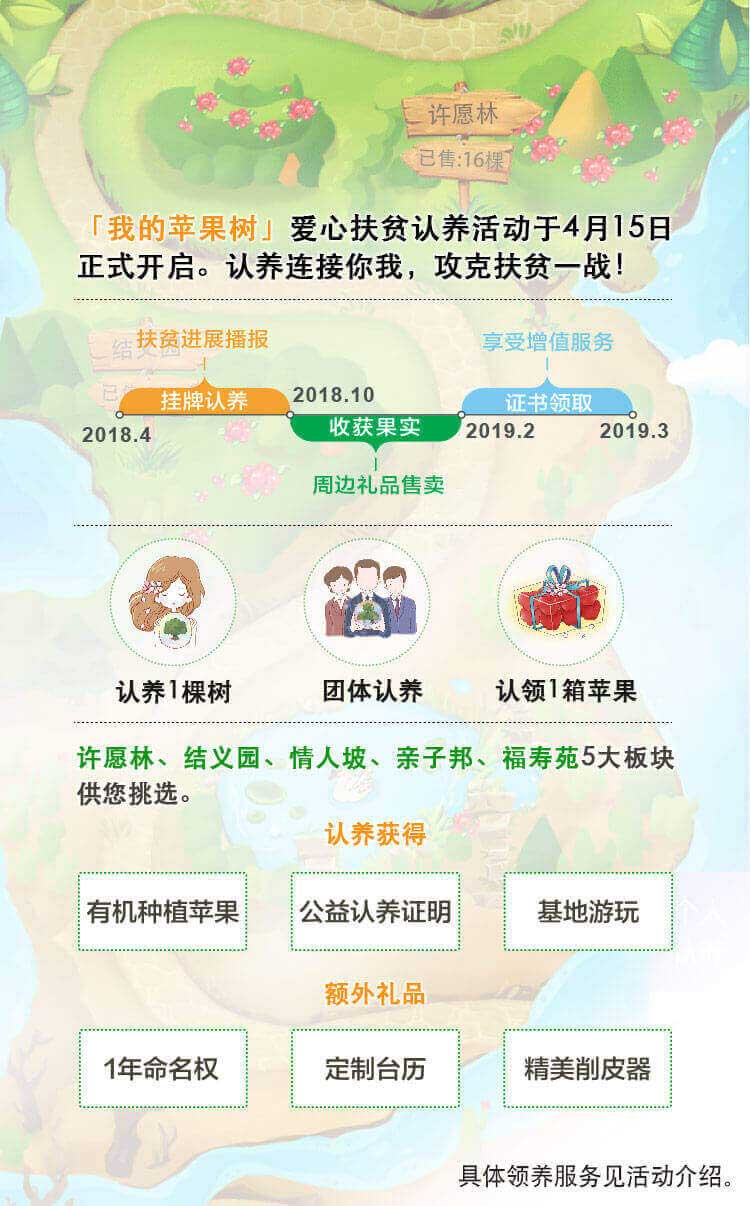 许愿林
已售:16棵
「我的苹果树」爱心扶贫认养活动于4月15日
正式开启。认养连接你我，攻克扶贫一战！
结义园
扶贫进展播报
享受增值服务
挂牌认养
2018.10
证书领取
2018.4
收获果实
2019.2
2019.3
周边礼品售卖
认养1棵树
团体认养
认领1箱苹果
许愿林、结义园、情人坡、亲子邦、福寿苑5大板块
供您挑选。
认养获得
有机种植苹果
公益认养证明
基地游玩
个人
额外礼品
1年命名权
定制台历
精美削皮器
具体领养服务见活动介绍。